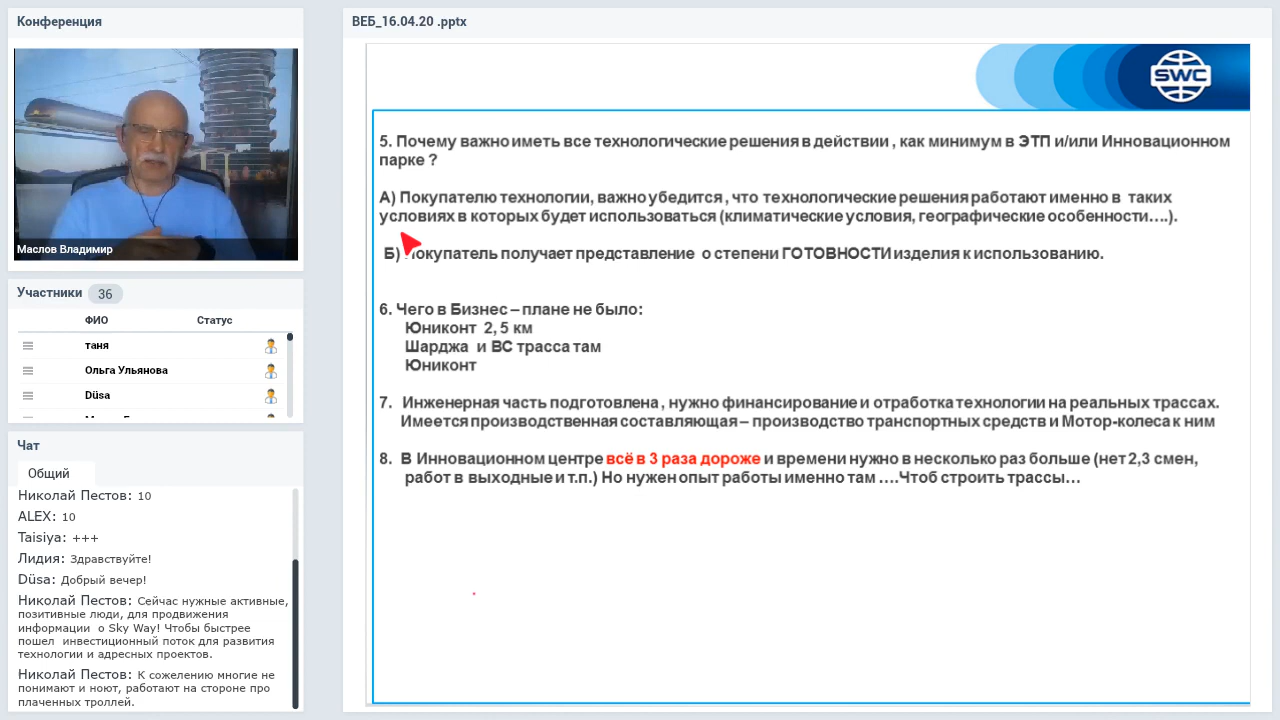 Конференция
Маслов Владимир
Участники 36
ФИО Статус
таня
Ольга Ульянова
Düsa
Чат
Общий
Николай Пестов: 10
ALEX: 10
Taisiya: +++
Лидия: Здравствуйте!
Düsa: Добрый вечер!
Николай Пестов: Сейчас нужные активные,
позитивные люди, для продвижения
информации о Sky Way! Чтобы быстрее
пошел инвестиционный поток для развития
технологии и адресных проектов.
Николай Пестов: К сожелению многие не
понимают и ноют, работают на стороне про
плаченных троллей.
ВЕБ_16.04.20 .pptx
SWC
5. Почему важно иметь все технологические решения в действии , как минимум в ЭТП и/или Инновационном
парке ?
А) Покупателю технологии, важно убедится , что технологические решения работают именно в таких
условиях в которых будет использоваться (климатические условия, географические особенности….).
Б) Покупатель получает представление о степени ГОТОВНОСТИ изделия к использованию.
6. Чего в Бизнес – плане не было:
Юниконт 2, 5 км
Шарджа и ВС трасса там
Юниконт
7. Инженерная часть подготовлена , нужно финансирование и отработка технологии на реальных трассах.
Имеется производственная составляющая – производство транспортных средств и Мотор-колеса к ним
8. В Инновационном центре всё в 3 раза дороже и времени нужно в несколько раз больше (нет 2,3 смен,
работ в выходные и т.п.) Но нужен опыт работы именно там ….Чтоб строить трассы…